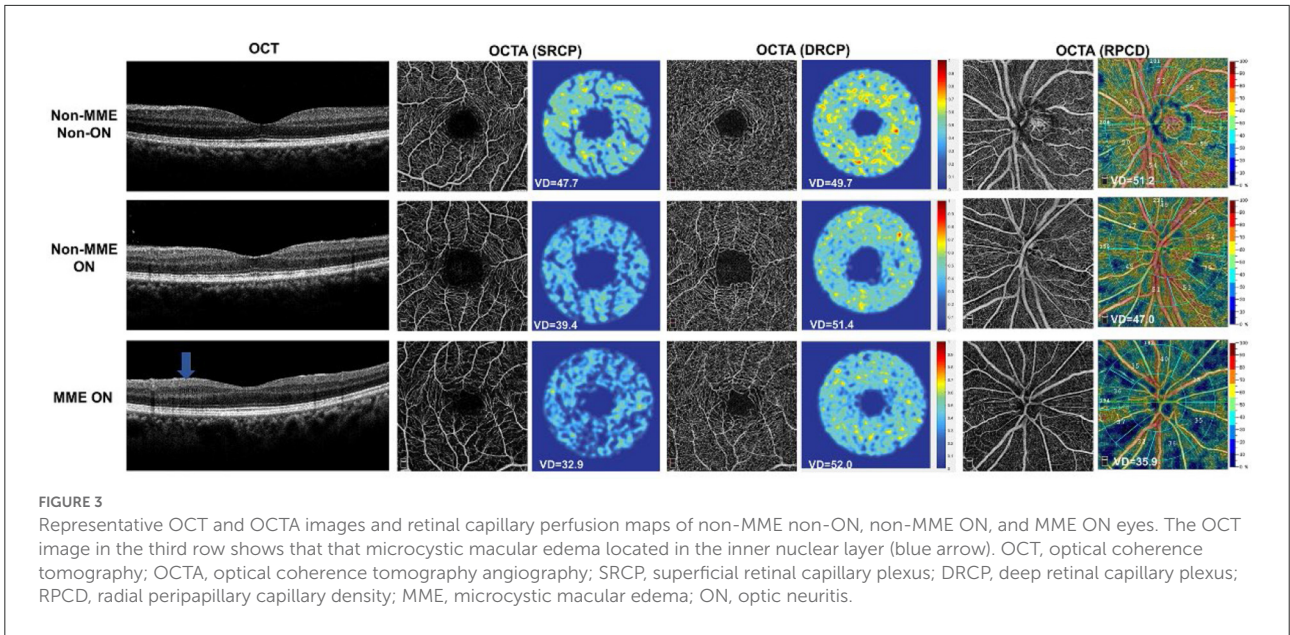 OCT
OCTA (SRCP)
OCTA (DRCP)
OCTA (RPCD)
Non-MME
Non-ON
VD=47.7
VD=49.7
VD=51.2
Non-MME
ON
VD=39.4
VD=51.4
VD=47.0
MME ON
VD=32.9
VD=52.0
VD=35.9
FIGURE 3
Representative OCT and OCTA images and retinal capillary perfusion maps of non-MME non-ON, non-MME ON, and MME ON eyes. The OCT
image in the third row shows that that microcystic macular edema located in the inner nuclear layer (blue arrow). OCT, optical coherence
tomography; OCTA, optical coherence tomography angiography; SRCP, superficial retinal capillary plexus; DRCP, deep retinal capillary plexus;
RPCD, radial peripapillary capillary density; MME, microcystic macular edema; ON, optic neuritis.